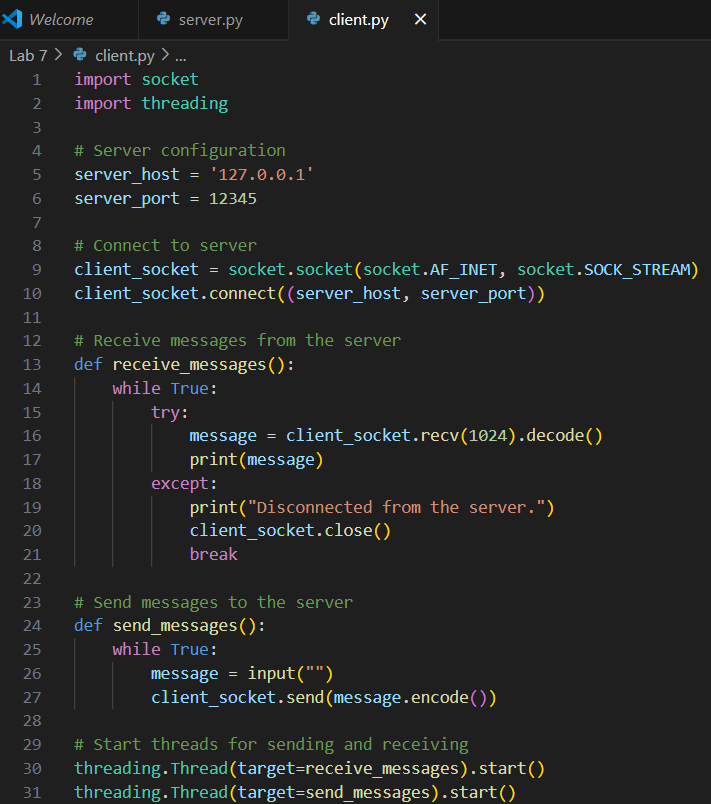 Welcome server.py client.py
Lab 7 > client.py > ...
1 import socket
2 import threading
3
4 # Server configuration
5 server_host = '127.0.0.1'
6 server_port = 12345
7
8 # Connect to server
9 client_socket = socket.socket(socket.AF_INET, socket.SOCK_STREAM)
10 client_socket.connect((server_host, server_port))
11
12 # Receive messages from the server
13 def receive_messages():
14     while True:
15         try:
16             message = client_socket.recv(1024).decode()
17             print(message)
18         except:
19             print("Disconnected from the server.")
20             client_socket.close()
21             break
22
23 # Send messages to the server
24 def send_messages():
25     while True:
26         message = input("")
27         client_socket.send(message.encode())
28
29 # Start threads for sending and receiving
30 threading.Thread(target=receive_messages).start()
31 threading.Thread(target=send_messages).start()